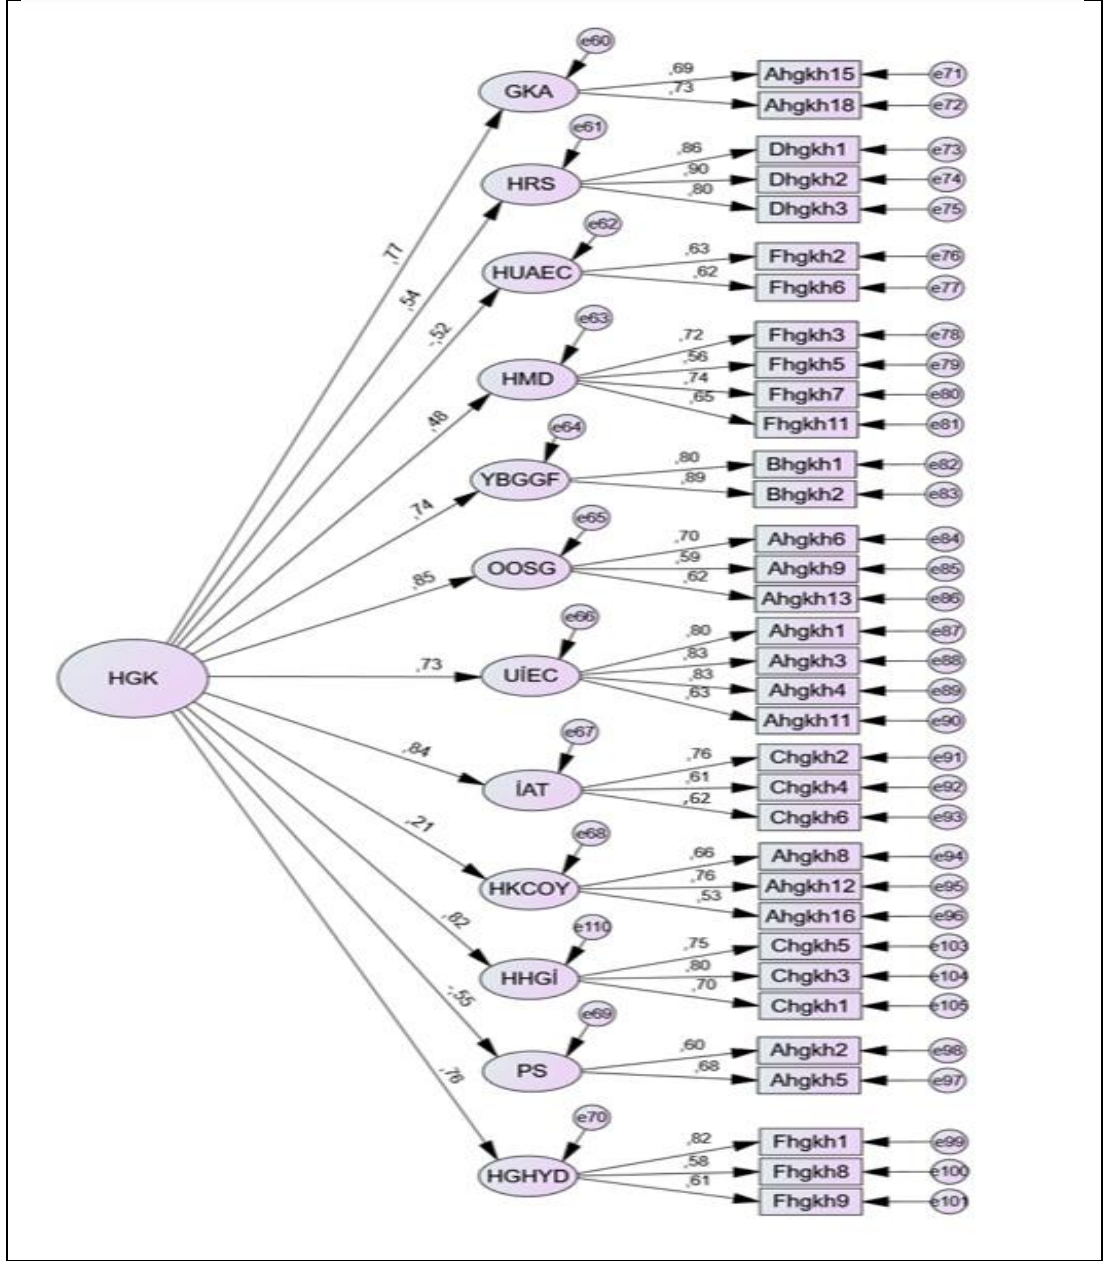 e60
GKA
,69
Ahgkh15
e71
,73
Ahgkh18
e72
e61
HRS
,86
Dhgkh1
e73
,90
Dhgkh2
e74
,80
Dhgkh3
e75
,77
,54
-,52
e62
HUAEC
,63
Fhgkh2
e76
,62
Fhgkh6
e77
e63
HMD
,72
Fhgkh3
e78
,56
Fhgkh5
e79
,74
Fhgkh7
e80
,65
Fhgkh11
e81
,48
e64
YBGGF
,80
Bhgkh1
e82
,89
Bhgkh2
e83
,74
e65
OOSG
,70
Ahgkh6
e84
,59
Ahgkh9
e85
,62
Ahgkh13
e86
,85
HGK
,73
e66
UİEC
,80
Ahgkh1
e87
,83
Ahgkh3
e88
,83
Ahgkh4
e89
,63
Ahgkh11
e90
,84
e67
İAT
,76
Chgkh2
e91
,61
Chgkh4
e92
,62
Chgkh6
e93
,21
e68
HKCOY
,66
Ahgkh8
e94
,76
Ahgkh12
e95
,53
Ahgkh16
e96
,82
e110
HHGİ
,75
Chgkh5
e103
,80
Chgkh3
e104
,70
Chgkh1
e105
-,55
e69
PS
,60
Ahgkh2
e98
,68
Ahgkh5
e97
,76
e70
HGHYD
,82
Fhgkh1
e99
,58
Fhgkh8
e100
,61
Fhgkh9
e101